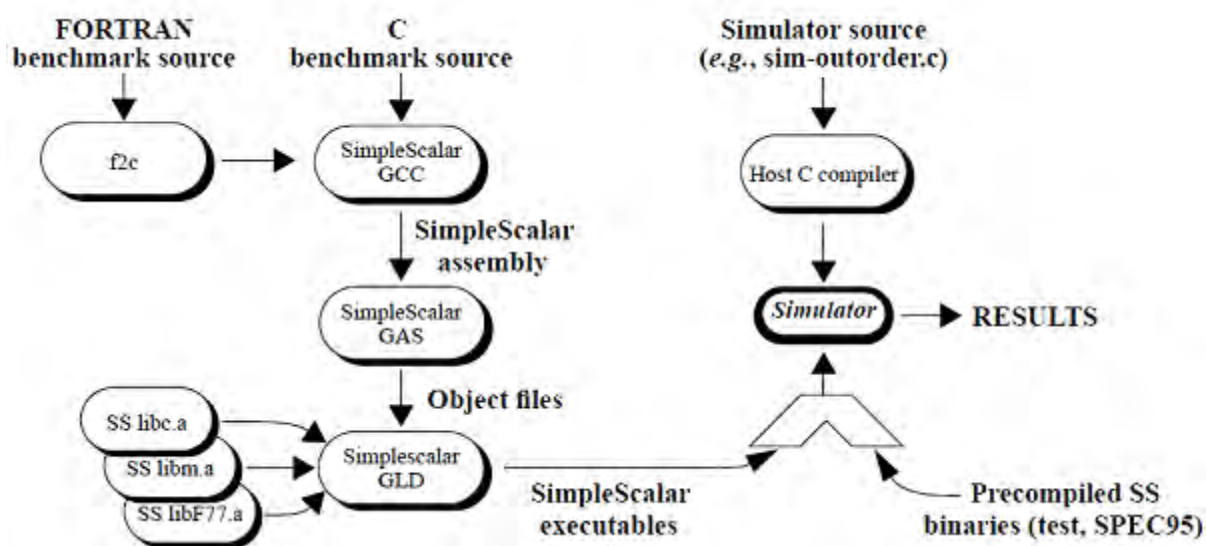 FORTRAN
benchmark source
C
benchmark source
Simulator source
(e.g., sim-outorder.c)
f2c
SimpleScalar
GCC
Host C compiler
SimpleScalar
assembly
SimpleScalar
GAS
Simulator
RESULTS
Object files
SS libc.a
SS libm.a
SS libF77.a
Simplescalar
GLD
SimpleScalar
executables
Precompiled SS
binaries (test, SPEC95)